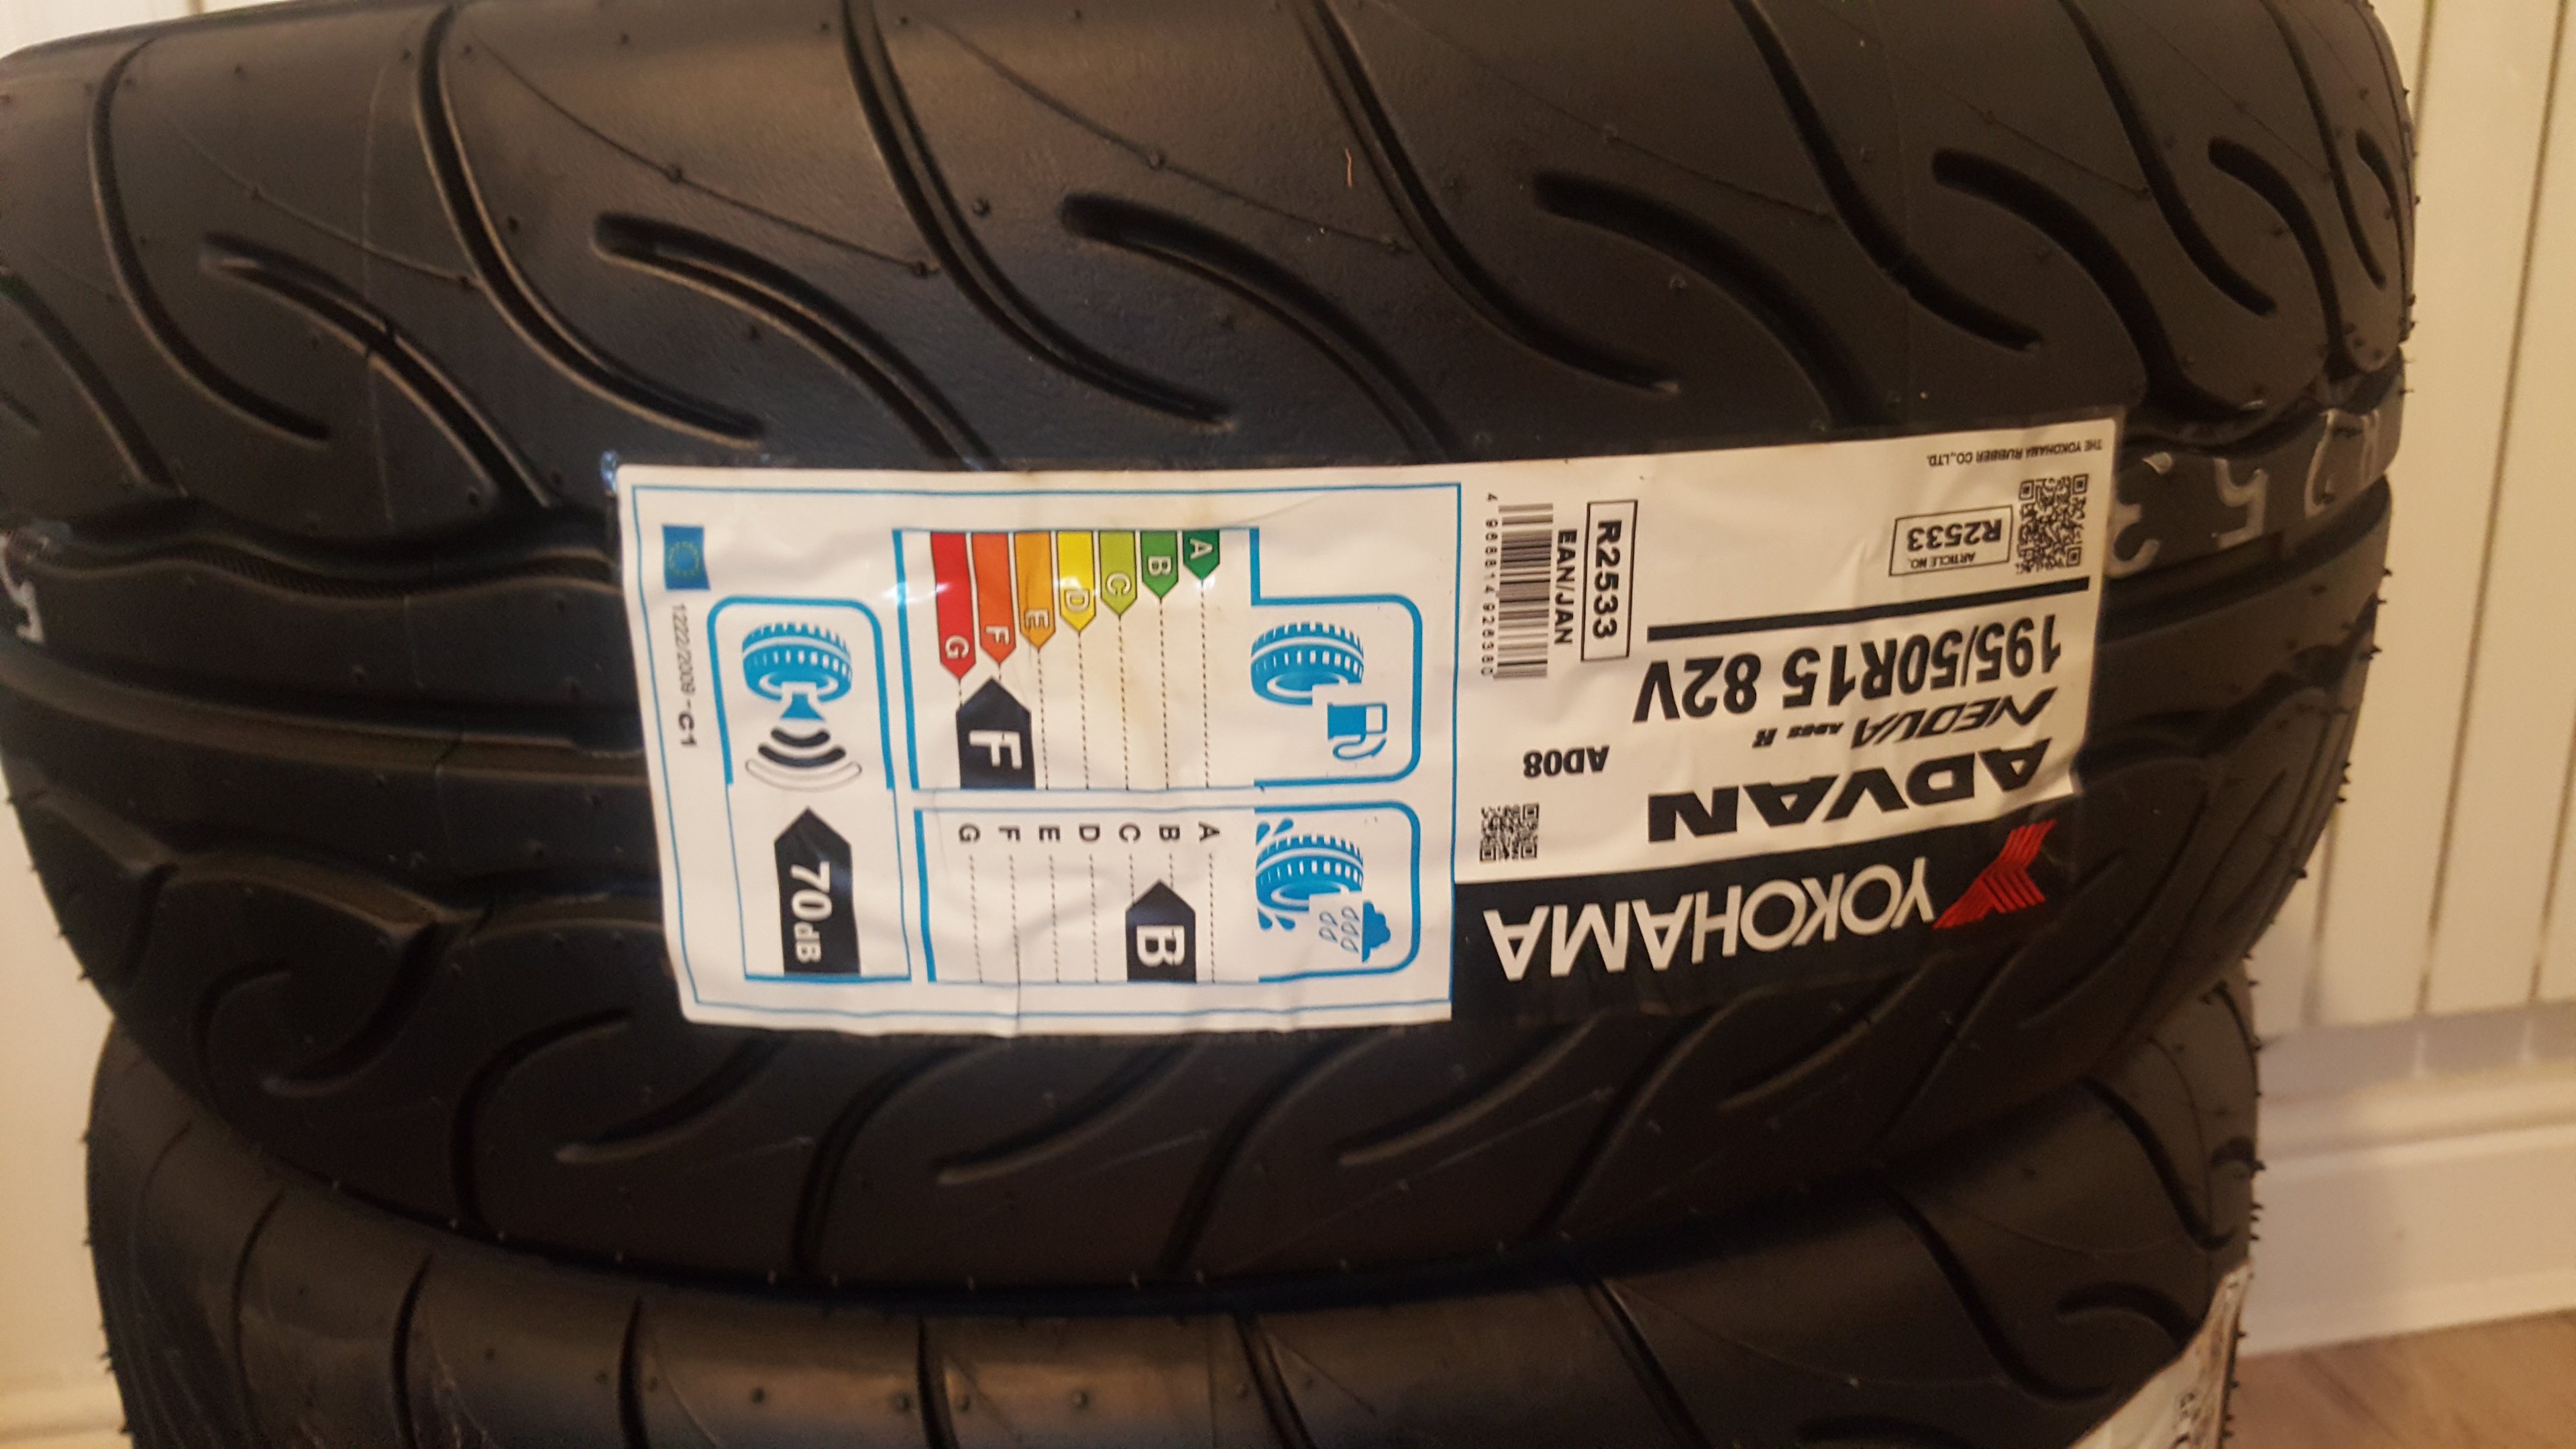 YOKOHAMA
ADVAN
NEOVA AD08 R
AD08
195/50R15 82V
ARTICLE NO.
R2533
THE YOKOHAMA RUBBER CO.,LTD.
R2533
EAN/JAN
4 968814 926380
A
B
C
D
E
F
G
F
A
B
C
D
E
F
G
B
70dB
1222/2009 - C1